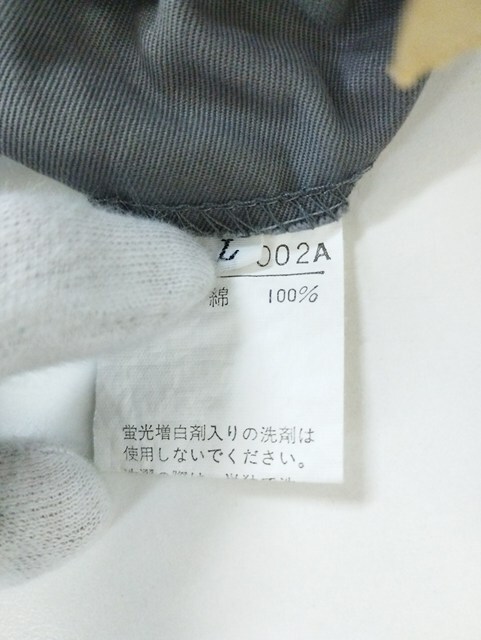 L 002A
綿 100%
蛍光増白剤入りの洗剤は
使用しないでください。